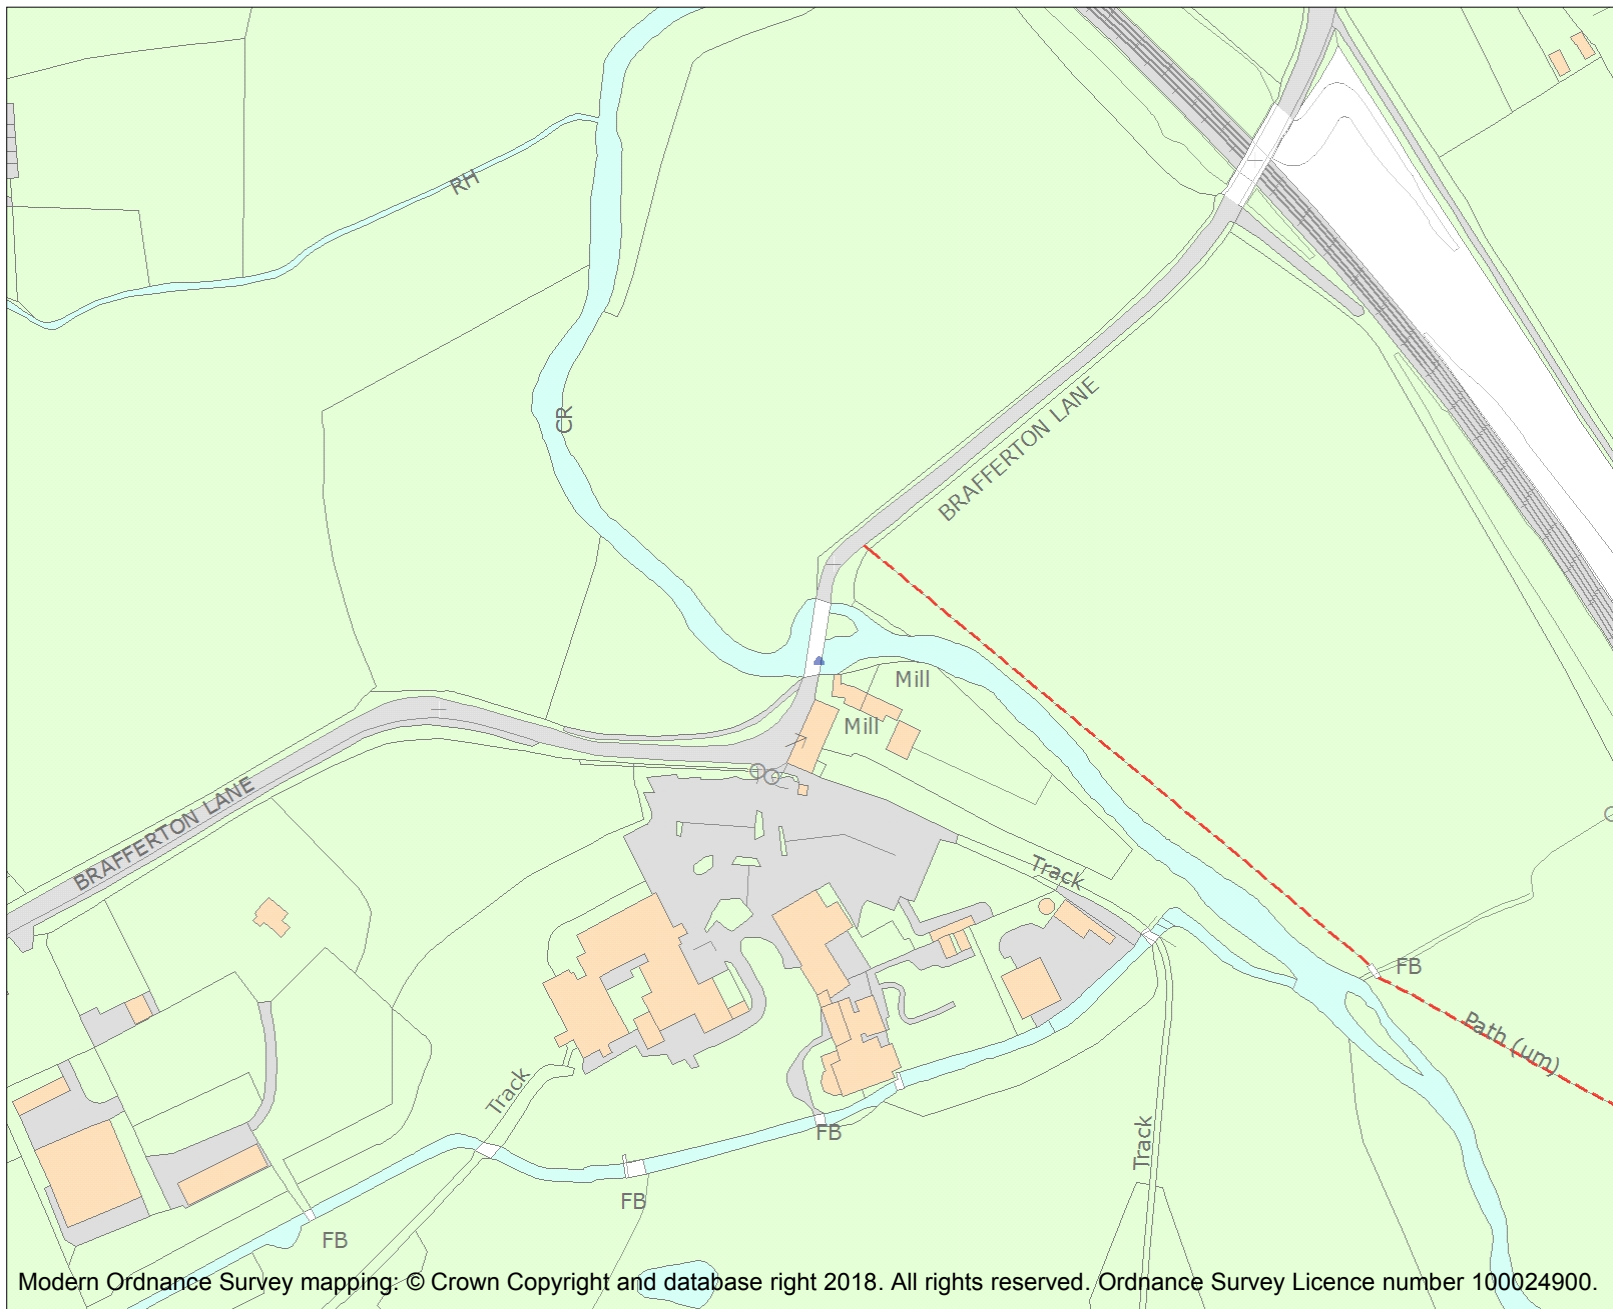 RH
CR
BRAFFERTON LANE
Mill
Mill
BRAFFERTON LANE
Track
FB
Path (um)
Track
Track
FB
FB
FB
Modern Ordnance Survey mapping: © Crown Copyright and database right 2018. All rights reserved. Ordnance Survey Licence number 100024900.